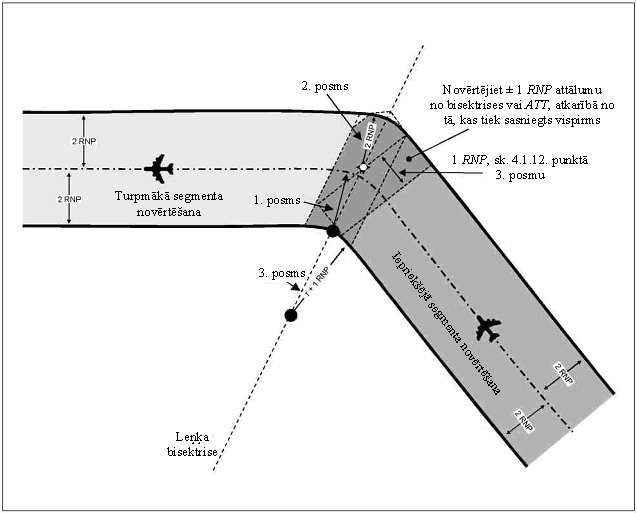 2. posms
Novērtējiet ± 1 RNP attālumu
no bisektrises vai ATT, atkarībā no
tā, kas tiek sasniegts vispirms
2 RNP
2 RNP
1 RNP, sk. 4.1.12. punktā
3. posmu
2 RNP
Turpmākā segmenta
novērtēšana
1. posms
3. posms
r - 1 RNP
Iepriekšējā segmenta novērtēšana
2 RNP
2 RNP
Leņķa
bisektrise